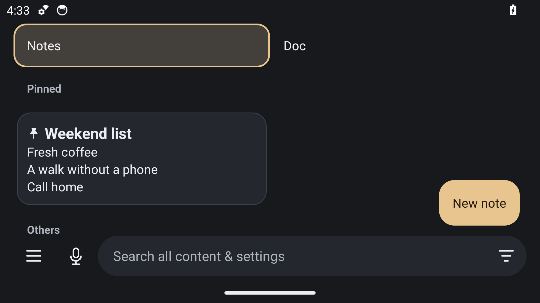 4:33
Notes
Doc
Pinned
Weekend list
Fresh coffee
A walk without a phone
Call home
New note
Others
Search all content & settings